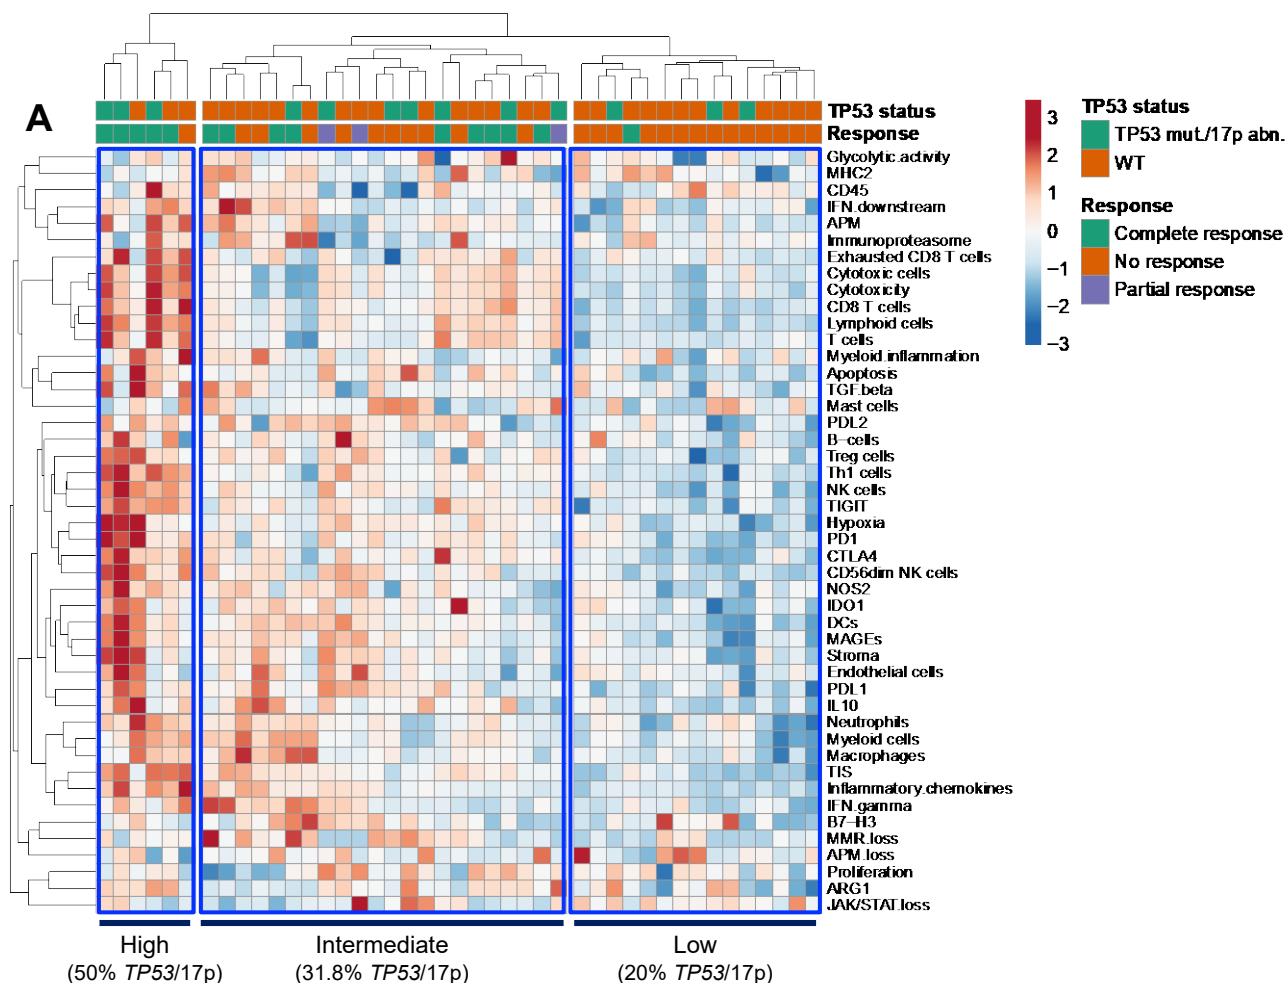 A
TP53 status
Response
Glycolytic.activity
MHC2
CD45
IFN.downstream
APM
Immunoproteasome
Exhausted CD8 T cells
Cytotoxic cells
Cytotoxicity
CD8 T cells
Lymphoid cells
T cells
Myeloid.inflammation
Apoptosis
TGF.beta
Mast cells
PDL2
B−cells
Treg cells
Th1 cells
NK cells
TIGIT
Hypoxia
PD1
CTLA4
CD56dim NK cells
NOS2
IDO1
DCs
MAGEs
Stroma
Endothelial cells
PDL1
IL10
Neutrophils
Myeloid cells
Macrophages
TIS
Inflammatory.chemokines
IFN.gamma
B7−H3
MMR.loss
APM.loss
Proliferation
ARG1
JAK/STAT.loss
3
2
1
0
−1
−2
−3
TP53 status
TP53 mut./17p abn.
WT
Response
Complete response
No response
Partial response
High
(50% TP53/17p)
Intermediate
(31.8% TP53/17p)
Low
(20% TP53/17p)